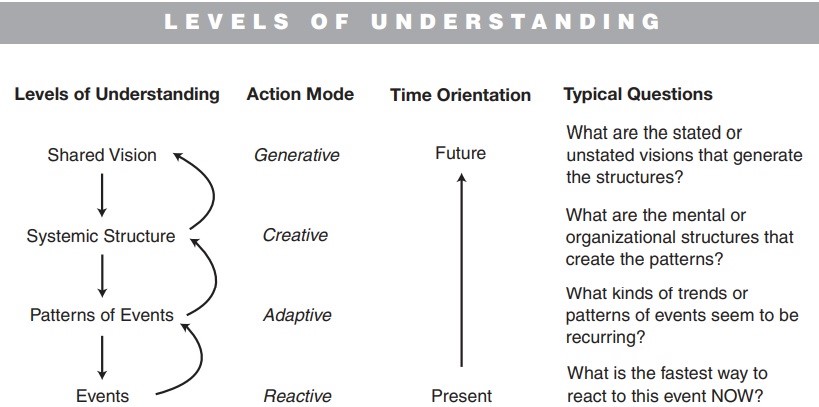 LEVELS OF UNDERSTANDING
Levels of Understanding Action Mode Time Orientation Typical Questions
Shared Vision Generative Future What are the stated or
unstated visions that generate
the structures?
Systemic Structure Creative What are the mental or
organizational structures that
create the patterns?
Patterns of Events Adaptive What kinds of trends or
patterns of events seem to be
recurring?
Events Reactive Present What is the fastest way to
react to this event NOW?